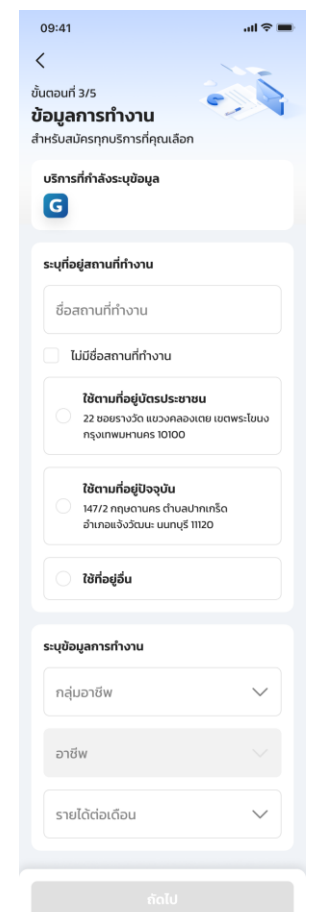 09:41
ขั้นตอนที่ 3/5
ข้อมูลการทำงาน
สำหรับสมัครทุกบริการที่คุณเลือก
บริการที่กำลังระบุข้อมูล
G
ระบุที่อยู่สถานที่ทำงาน
ชื่อสถานที่ทำงาน
ไม่มีชื่อสถานที่ทำงาน
ใช้ตามที่อยู่บัตรประชาชน
22 ซอยรางวัด แขวงคลองเตย เขตพระโขนง
กรุงเทพมหานคร 10100
ใช้ตามที่อยู่ปัจจุบัน
147/2 กฤษดานคร ตำบลปากเกร็ด
อำเภอแจ้งวัฒนะ นนทบุรี 11120
ใช้ที่อยู่อื่น
ระบุข้อมูลการทำงาน
กลุ่มอาชีพ
อาชีพ
รายได้ต่อเดือน
ถัดไป